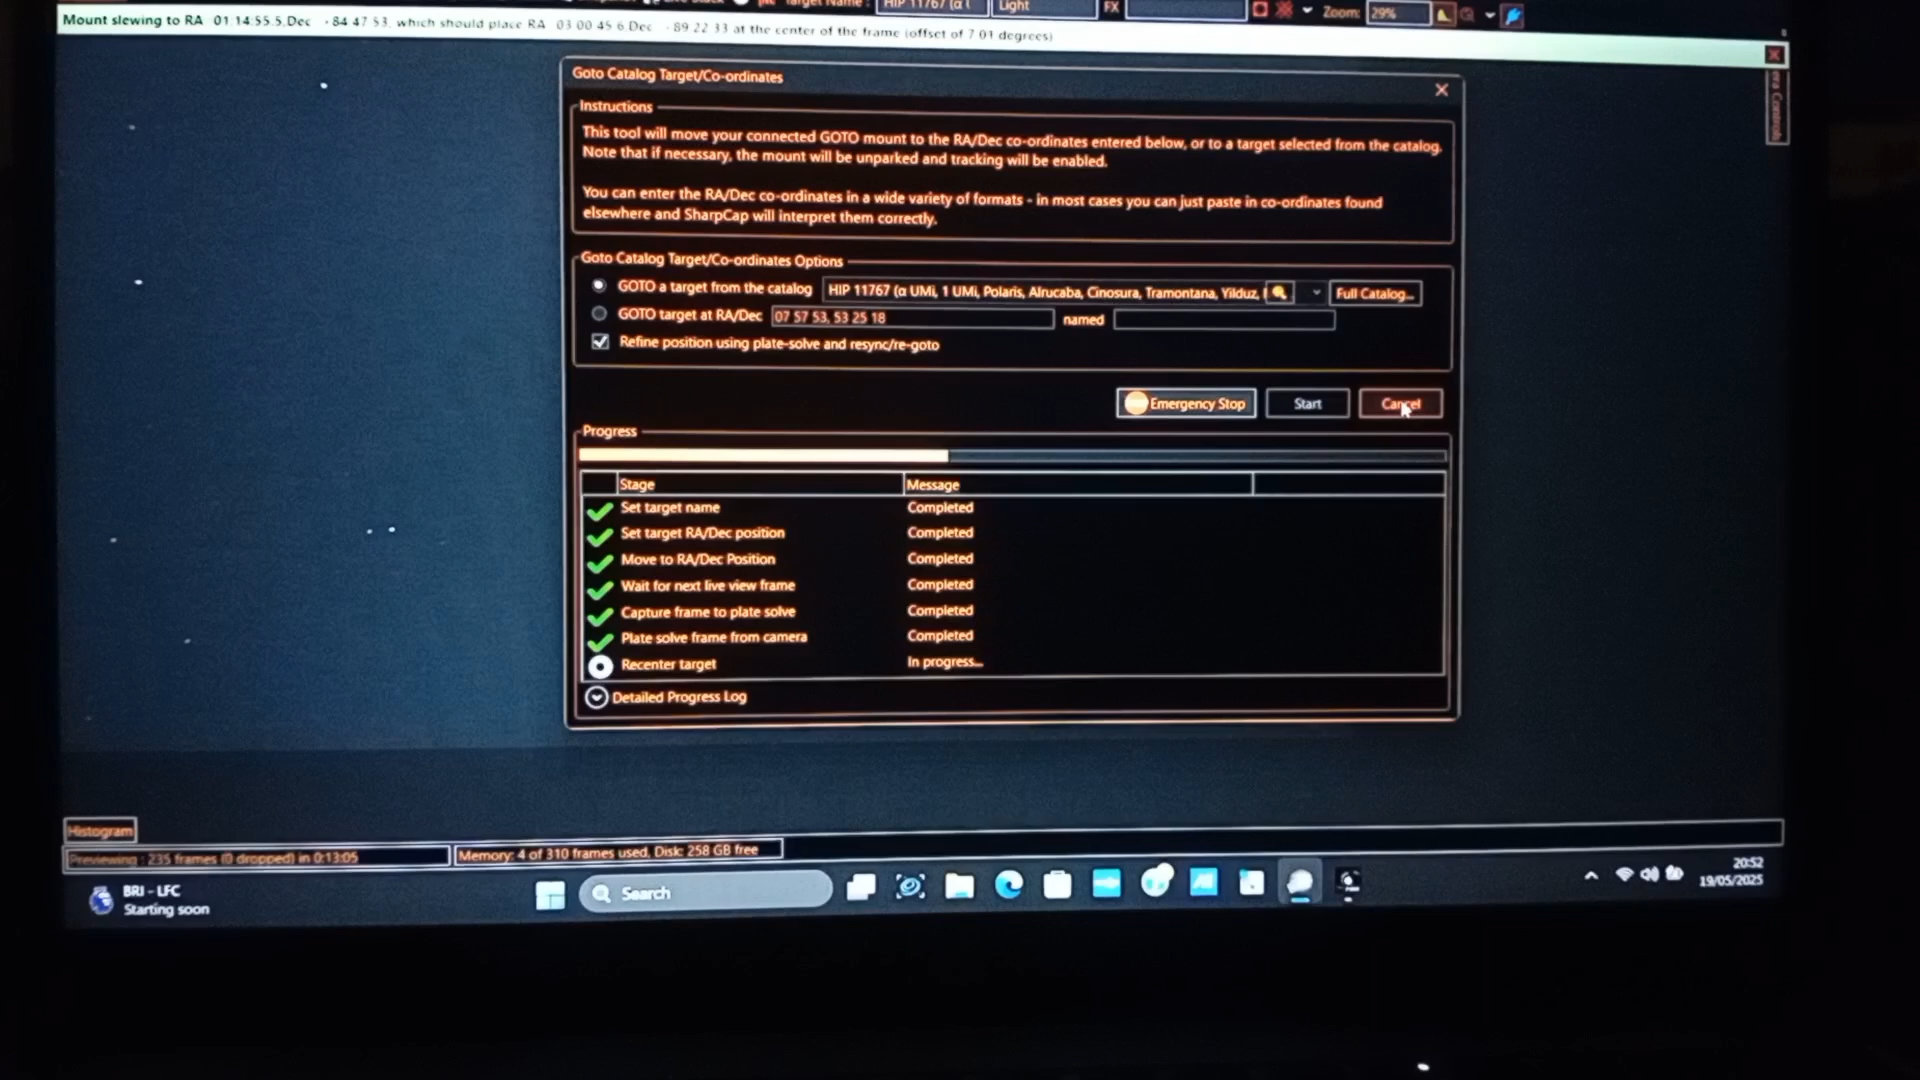 Target Name : HIP 11767 (α ( Light FX Zoom: 29%
Mount slewing to RA 01:14:55.5,Dec +84 47 53, which should place RA 03 00 45.6,Dec +89 22 33 at the center of the frame (offset of 7.01 degrees)
Goto Catalog Target/Co-ordinates
Instructions
This tool will move your connected GOTO mount to the RA/Dec co-ordinates entered below, or to a target selected from the catalog.
Note that if necessary, the mount will be unparked and tracking will be enabled.
You can enter the RA/Dec co-ordinates in a wide variety of formats - in most cases you can just paste in co-ordinates found
elsewhere and SharpCap will interpret them correctly.
Goto Catalog Target/Co-ordinates Options
GOTO a target from the catalog HIP 11767 (α UMi, 1 UMi, Polaris, Alrucaba, Cinosura, Tramontana, Yilduz, Full Catalog...
GOTO target at RA/Dec 07 57 53, 53 25 18 named
Refine position using plate-solve and resync/re-goto
Emergency Stop Start Cancel
Progress
Stage Message
Set target name Completed
Set target RA/Dec position Completed
Move to RA/Dec Position Completed
Wait for next live view frame Completed
Capture frame to plate solve Completed
Plate solve frame from camera Completed
Recenter target In progress...
Detailed Progress Log
Histogram
Previewing : 235 frames (0 dropped) in 0:13:05 Memory: 4 of 310 frames used, Disk: 258 GB free
BRI - LFC
Starting soon
Search
20:52
19/05/2025